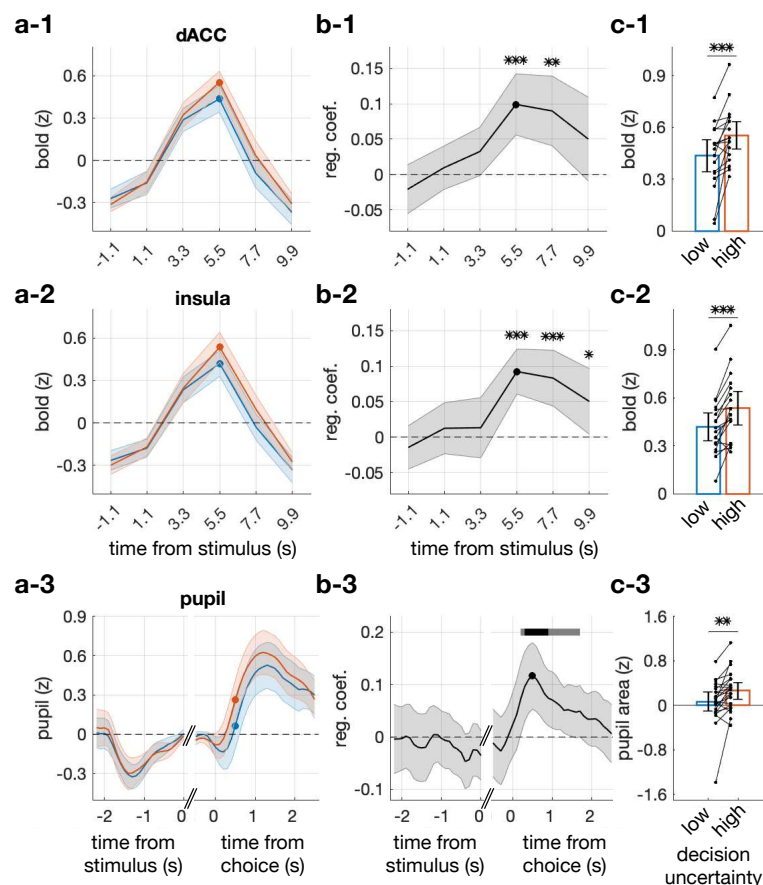 a-1
dACC
bold (z)
0.6
0.3
0
-0.3
-1.1
1.1
3.3
5.5
7.7
9.9
b-1
reg. coef.
0.15
0.1
0.05
0
-0.05
*** **
-1.1
1.1
3.3
5.5
7.7
9.9
c-1
***
bold (z)
0.9
0.6
0.3
0
low
high
a-2
insula
bold (z)
0.6
0.3
0
-0.3
-1.1
1.1
3.3
5.5
7.7
9.9
time from stimulus (s)
b-2
reg. coef.
0.15
0.1
0.05
0
-0.05
*** *** *
-1.1
1.1
3.3
5.5
7.7
9.9
time from stimulus (s)
c-2
***
bold (z)
0.9
0.6
0.3
0
low
high
a-3
pupil
pupil (z)
0.9
0.6
0.3
0
-0.3
-2
-1
0
0
1
2
time from
stimulus (s)
time from
choice (s)
b-3
reg. coef.
0.2
0.1
0
-0.1
-2
-1
0
0
1
2
time from
stimulus (s)
time from
choice (s)
c-3
**
pupil area (z)
1.6
0.8
0
-0.8
-1.6
low
high
decision
uncertainty